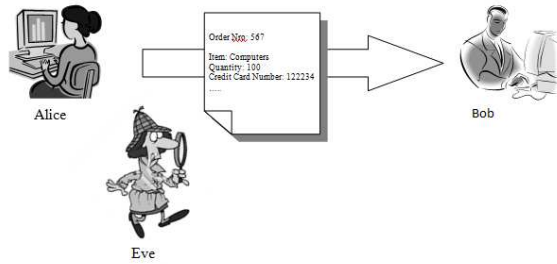 Order Nro: 567
Item: Computers
Quantity: 100
Credit Card Number: 122234
......
Alice
Bob
Eve